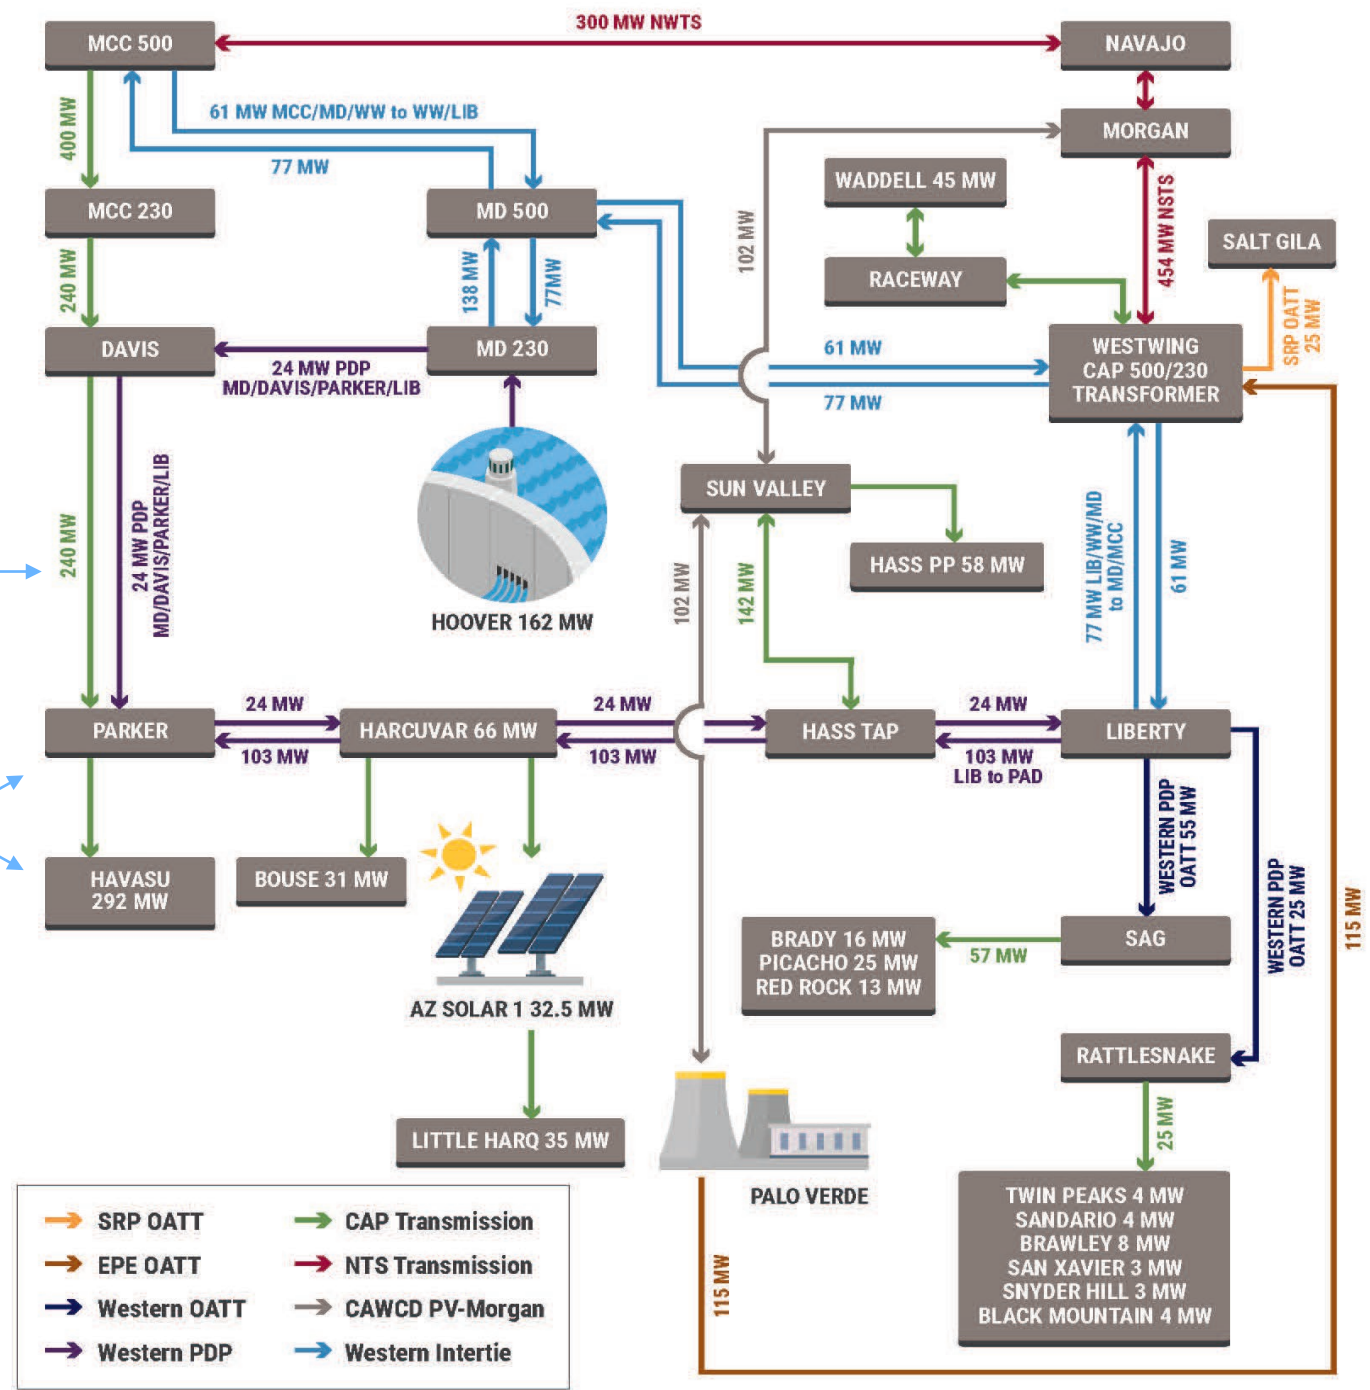 300 MW NWTS
MCC 500
NAVAJO
61 MW MCC/MD/WW to WW/LIB
400 MW
77 MW
MORGAN
WADDELL 45 MW
MCC 230
MD 500
102 MW
454 MW NSTS
SALT GILA
RACEWAY
240 MW
138 MW
77MW
SRP OATT
25 MW
DAVIS
MD 230
24 MW PDP
MD/DAVIS/PARKER/LIB
61 MW
77 MW
WESTWING
CAP 500/230
TRANSFORMER
SUN VALLEY
240 MW
24 MW PDP
MD/DAVIS/PARKER/LIB
HASS PP 58 MW
102 MW
142 MW
77 MW LIB/WW/MD
to MD/MCC
61 MW
HOOVER 162 MW
PARKER
24 MW
103 MW
HARCUVAR 66 MW
24 MW
103 MW
HASS TAP
24 MW
103 MW
LIB to PAD
LIBERTY
WESTERN PDP
OATT 55 MW
WESTERN PDP
OATT 25 MW
115 MW
HAVASU
292 MW
BOUSE 31 MW
BRADY 16 MW
PICACHO 25 MW
RED ROCK 13 MW
57 MW
SAG
AZ SOLAR 1 32.5 MW
RATTLESNAKE
25 MW
LITTLE HARQ 35 MW
PALO VERDE
TWIN PEAKS 4 MW
SANDARIO 4 MW
BRAWLEY 8 MW
SAN XAVIER 3 MW
SNYDER HILL 3 MW
BLACK MOUNTAIN 4 MW
115 MW
SRP OATT
EPE OATT
Western OATT
Western PDP
CAP Transmission
NTS Transmission
CAWCD PV-Morgan
Western Intertie